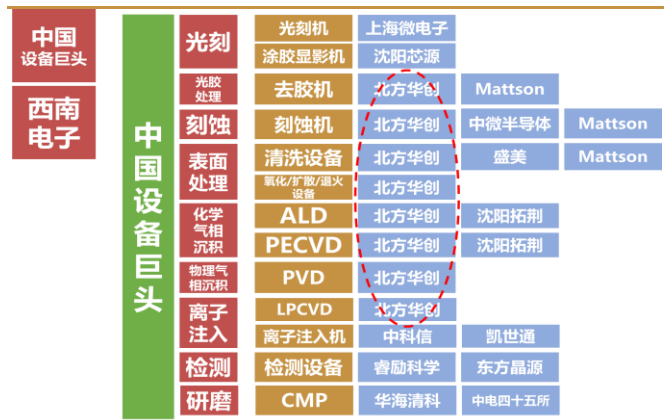 中国
设备巨头
西南
电子
中国设备巨头
光刻
光刻机
上海微电子
涂胶显影机
沈阳芯源
光胶
处理
去胶机
北方华创
Mattson
刻蚀
刻蚀机
北方华创
中微半导体
Mattson
表面
处理
清洗设备
北方华创
盛美
Mattson
氧化/扩散/退火
设备
北方华创
化学
气相
沉积
ALD
北方华创
沈阳拓荆
PECVD
北方华创
沈阳拓荆
物理气
相沉积
PVD
北方华创
离子
注入
LPCVD
北方华创
离子注入机
中科信
凯世通
检测
检测设备
睿励科学
东方晶源
研磨
CMP
华海清科
中电四十五所